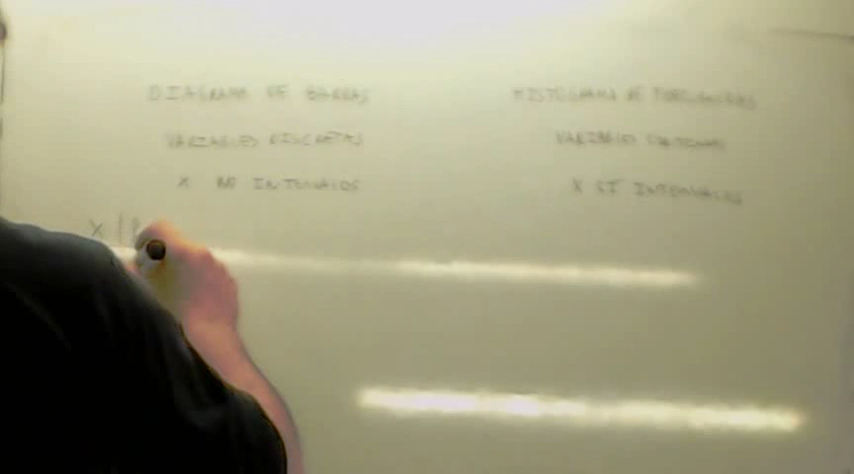 DIAGRAMA DE BARRAS
VARIABLES DISCRETAS
X NO INTERVALOS
HISTOGRAMA DE FRECUENCIAS
VARIABLES CONTINUAS
X SI INTERVALOS
X |